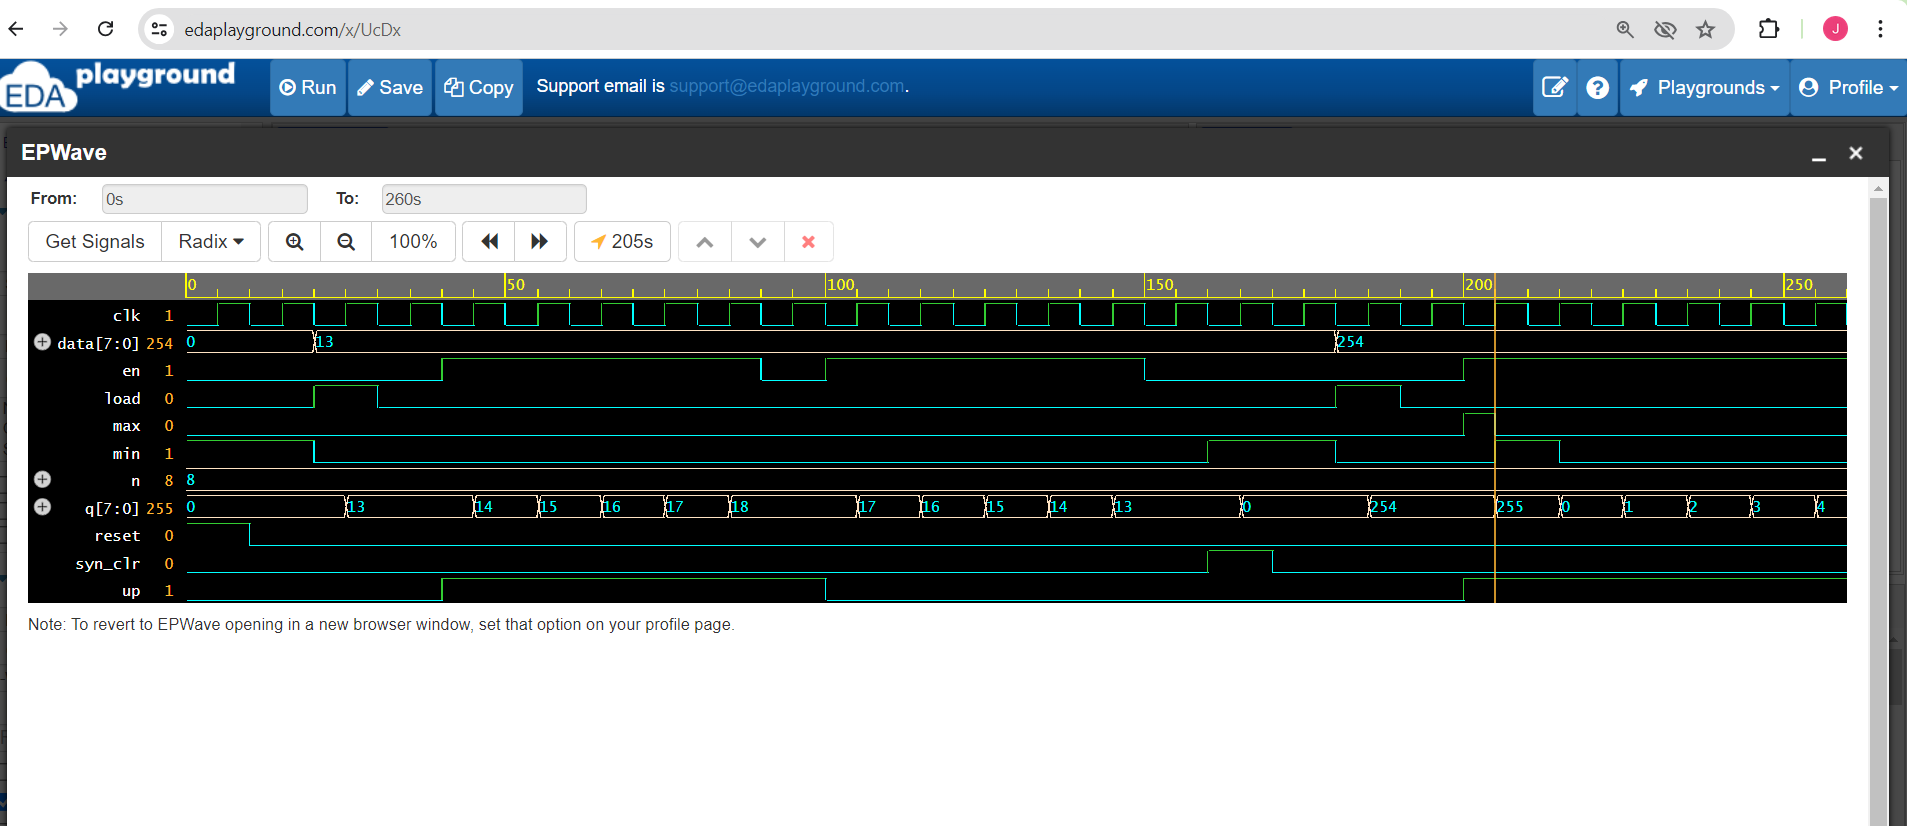 edaplayground.com/x/UcDx
J
EDA playground
Run Save Copy Support email is support@edaplayground.com. Playgrounds Profile
EPWave
From: 0s To: 260s
Get Signals Radix 100% 205s
0 50 100 150 200 250
clk 1
data[7:0] 254 0 13 254
en 1
load 0
max 0
min 1
n 8 8
q[7:0] 255 0 13 14 15 16 17 18 17 16 15 14 13 0 254 255 0 1 2 3 4
reset 0
syn_clr 0
up 1
Note: To revert to EPWave opening in a new browser window, set that option on your profile page.